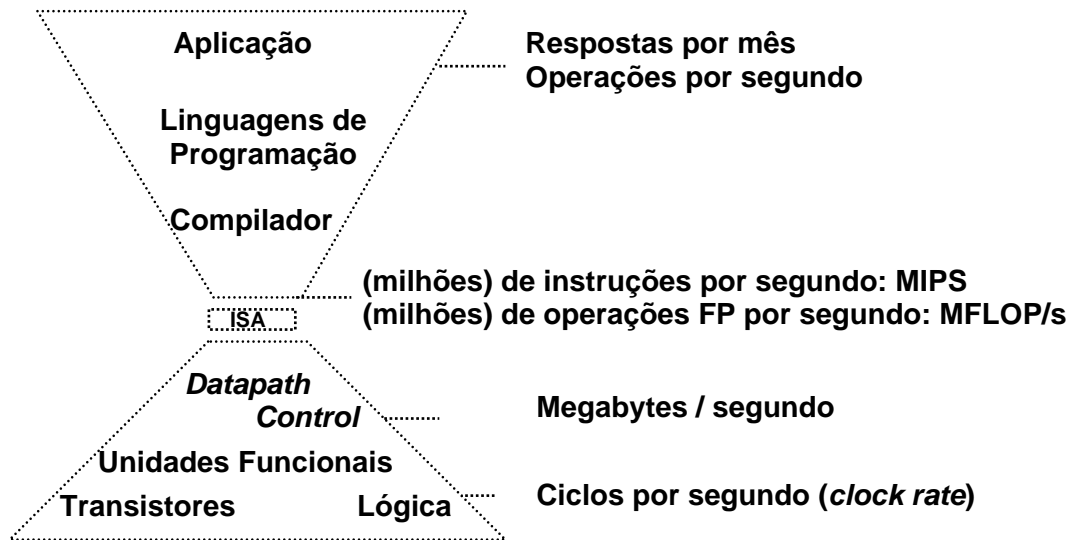 Aplicação
Respostas por mês
Operações por segundo
Linguagens de
Programação
Compilador
(milhões) de instruções por segundo: MIPS
ISA
(milhões) de operações FP por segundo: MFLOP/s
Datapath
Control
Megabytes / segundo
Unidades Funcionais
Transistores
Lógica
Ciclos por segundo (clock rate)